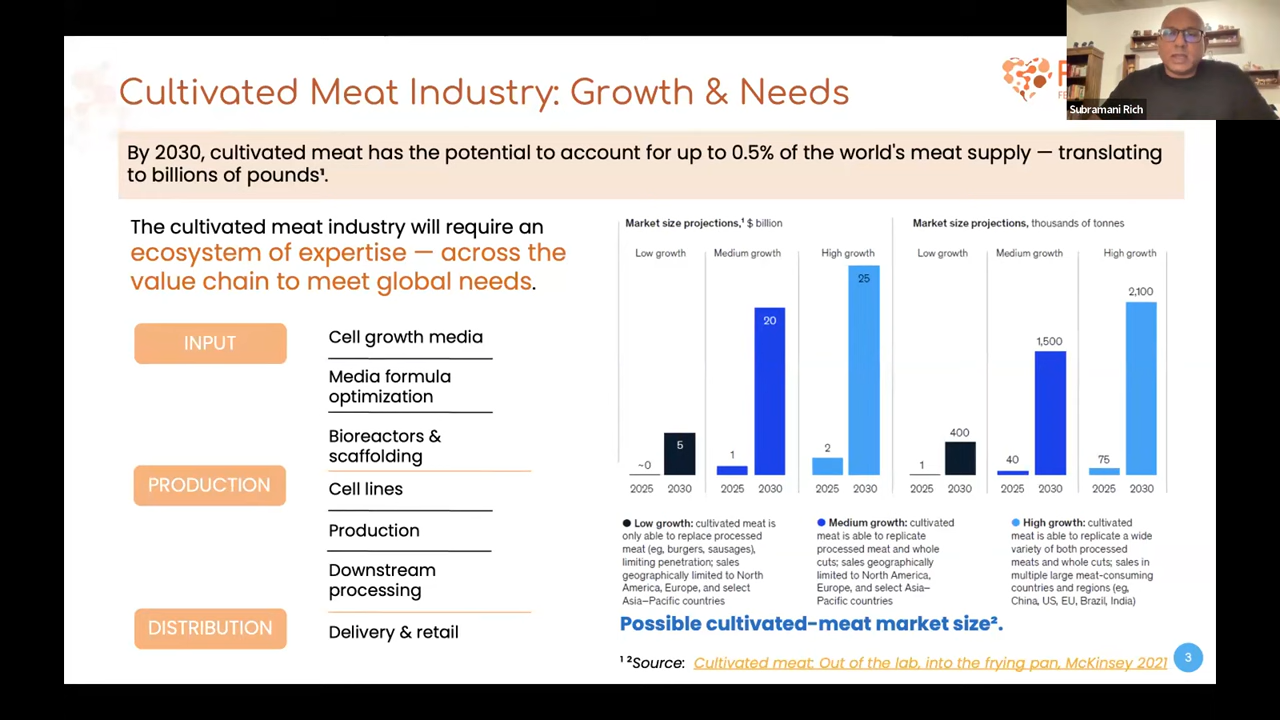 Cultivated Meat Industry: Growth & Needs
Subramani Rich
By 2030, cultivated meat has the potential to account for up to 0.5% of the world's meat supply — translating
to billions of pounds¹.
The cultivated meat industry will require an
ecosystem of expertise — across the
value chain to meet global needs.
INPUT
Cell growth media
Media formula
optimization
Bioreactors &
scaffolding
PRODUCTION
Cell lines
Production
Downstream
processing
DISTRIBUTION
Delivery & retail
Market size projections,¹ $ billion
Low growth
Medium growth
High growth
~0
5
1
20
2
25
2025 2030 2025 2030 2025 2030
Market size projections, thousands of tonnes
Low growth
Medium growth
High growth
1
400
40
1,500
75
2,100
2025 2030 2025 2030 2025 2030
Low growth: cultivated meat is
only able to replace processed
meat (eg, burgers, sausages),
limiting penetration; sales
geographically limited to North
America, Europe, and select
Asia–Pacific countries
Medium growth: cultivated
meat is able to replicate
processed meat and whole
cuts; sales geographically
limited to North America,
Europe, and select Asia–
Pacific countries
High growth: cultivated
meat is able to replicate a wide
variety of both processed
meats and whole cuts; sales in
multiple large meat-consuming
countries and regions (eg,
China, US, EU, Brazil, India)
Possible cultivated-meat market size².
¹ ²Source: Cultivated meat: Out of the lab, into the frying pan, McKinsey 2021
3